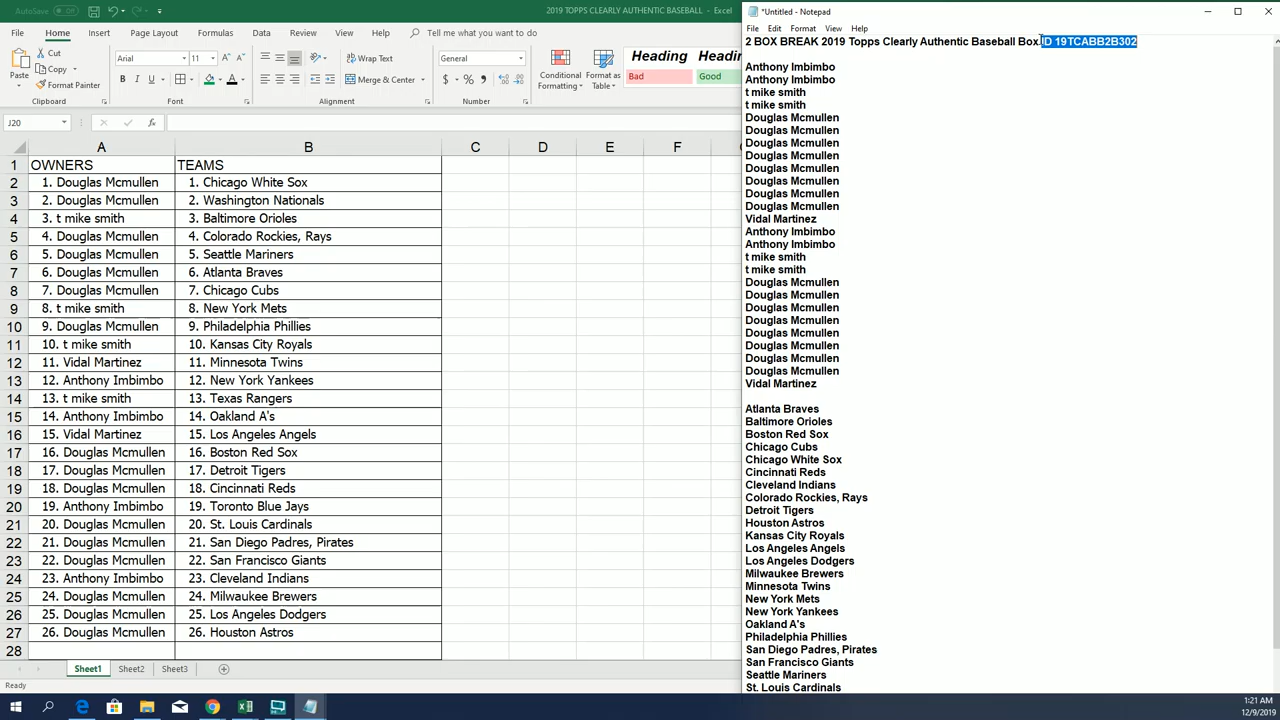 AutoSave Off
2019 TOPPS CLEARLY AUTHENTIC BASEBALL - Excel
File Home Insert Page Layout Formulas Data Review View Help Tell me what you want to do
Paste
Cut
Copy
Format Painter
Clipboard
Arial 11
B I U
Font
Wrap Text
Merge & Center
Alignment
General
$ % ,
Number
Conditional Formatting
Format as Table
Heading Headin
Bad Good
J20
A B C D E F
1 OWNERS TEAMS
2 1. Douglas Mcmullen 1. Chicago White Sox
3 2. Douglas Mcmullen 2. Washington Nationals
4 3. t mike smith 3. Baltimore Orioles
5 4. Douglas Mcmullen 4. Colorado Rockies, Rays
6 5. Douglas Mcmullen 5. Seattle Mariners
7 6. Douglas Mcmullen 6. Atlanta Braves
8 7. Douglas Mcmullen 7. Chicago Cubs
9 8. t mike smith 8. New York Mets
10 9. Douglas Mcmullen 9. Philadelphia Phillies
11 10. t mike smith 10. Kansas City Royals
12 11. Vidal Martinez 11. Minnesota Twins
13 12. Anthony Imbimbo 12. New York Yankees
14 13. t mike smith 13. Texas Rangers
15 14. Anthony Imbimbo 14. Oakland A's
16 15. Vidal Martinez 15. Los Angeles Angels
17 16. Douglas Mcmullen 16. Boston Red Sox
18 17. Douglas Mcmullen 17. Detroit Tigers
19 18. Douglas Mcmullen 18. Cincinnati Reds
20 19. Anthony Imbimbo 19. Toronto Blue Jays
21 20. Douglas Mcmullen 20. St. Louis Cardinals
22 21. Douglas Mcmullen 21. San Diego Padres, Pirates
23 22. Douglas Mcmullen 22. San Francisco Giants
24 23. Anthony Imbimbo 23. Cleveland Indians
25 24. Douglas Mcmullen 24. Milwaukee Brewers
26 25. Douglas Mcmullen 25. Los Angeles Dodgers
27 26. Douglas Mcmullen 26. Houston Astros
28
Sheet1 Sheet2 Sheet3
Ready
*Untitled - Notepad
File Edit Format View Help
2 BOX BREAK 2019 Topps Clearly Authentic Baseball Box ID 19TCABB2B302
Anthony Imbimbo
Anthony Imbimbo
t mike smith
t mike smith
Douglas Mcmullen
Douglas Mcmullen
Douglas Mcmullen
Douglas Mcmullen
Douglas Mcmullen
Douglas Mcmullen
Douglas Mcmullen
Douglas Mcmullen
Vidal Martinez
Anthony Imbimbo
Anthony Imbimbo
t mike smith
t mike smith
Douglas Mcmullen
Douglas Mcmullen
Douglas Mcmullen
Douglas Mcmullen
Douglas Mcmullen
Douglas Mcmullen
Douglas Mcmullen
Douglas Mcmullen
Vidal Martinez
Atlanta Braves
Baltimore Orioles
Boston Red Sox
Chicago Cubs
Chicago White Sox
Cincinnati Reds
Cleveland Indians
Colorado Rockies, Rays
Detroit Tigers
Houston Astros
Kansas City Royals
Los Angeles Angels
Los Angeles Dodgers
Milwaukee Brewers
Minnesota Twins
New York Mets
New York Yankees
Oakland A's
Philadelphia Phillies
San Diego Padres, Pirates
San Francisco Giants
Seattle Mariners
St. Louis Cardinals
1:21 AM
12/9/2019